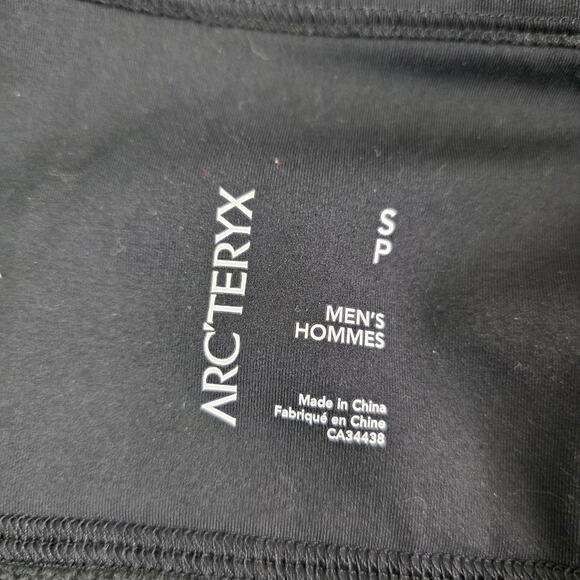 ARC'TERYX
S
P
MEN'S
HOMMES
Made in China
Fabriqué en Chine
CA34438